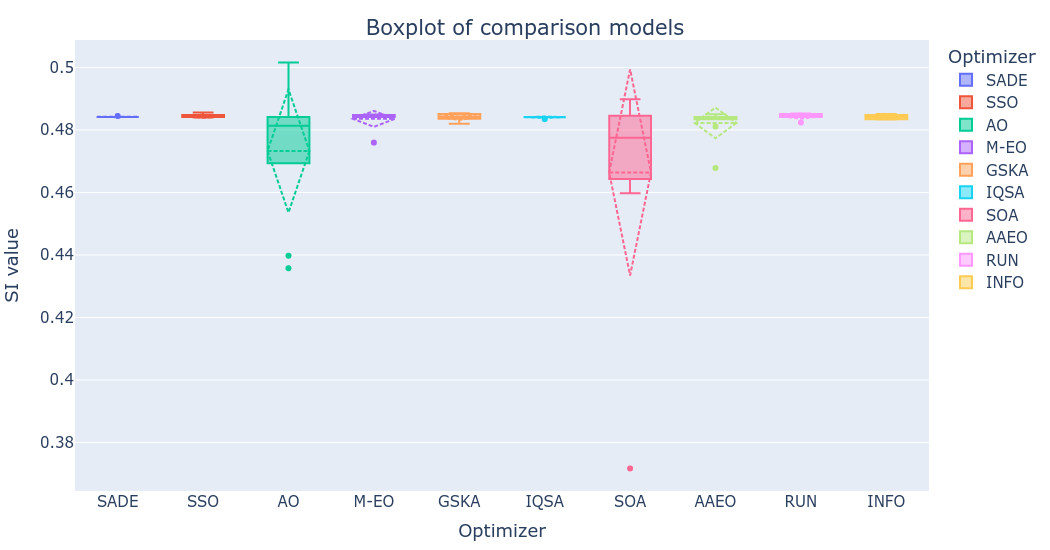 Boxplot of comparison models
0.5
0.48
0.46
0.44
0.42
0.4
0.38
SI value
SADE
SSO
AO
M-EO
GSKA
IQSA
SOA
AAEO
RUN
INFO
Optimizer
Optimizer
SADE
SSO
AO
M-EO
GSKA
IQSA
SOA
AAEO
RUN
INFO